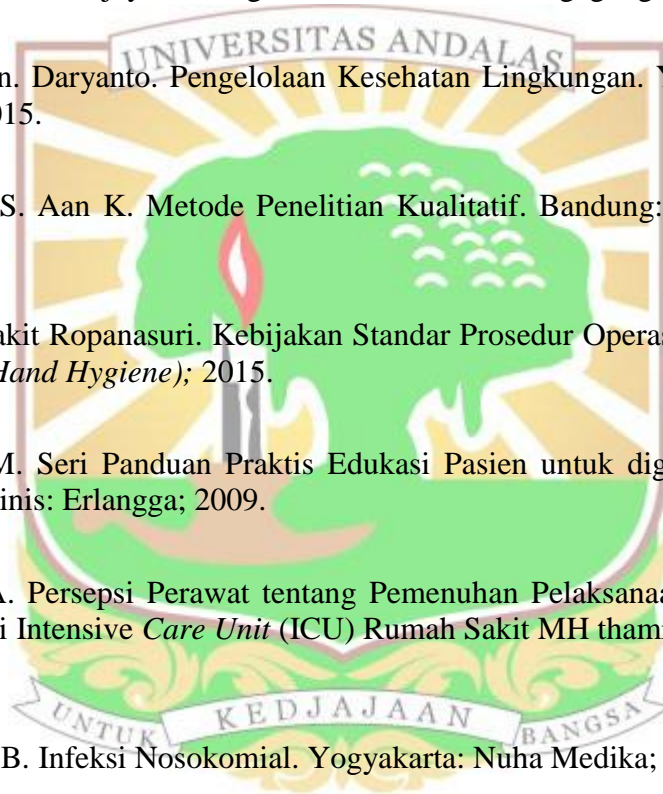 UNIVERSITAS ANDALAS
n. Daryanto. Pengelolaan Kesehatan Lingkungan. Y
015.
S. Aan K. Metode Penelitian Kualitatif. Bandung:
akit Ropanasuri. Kebijakan Standar Prosedur Operas
Hand Hygiene); 2015.
M. Seri Panduan Praktis Edukasi Pasien untuk dig
inis: Erlangga; 2009.
A. Persepsi Perawat tentang Pemenuhan Pelaksanaa
i Intensive Care Unit (ICU) Rumah Sakit MH tham
UNTUK KEDJAJAAN BANGSA
B. Infeksi Nosokomial. Yogyakarta: Nuha Medika;